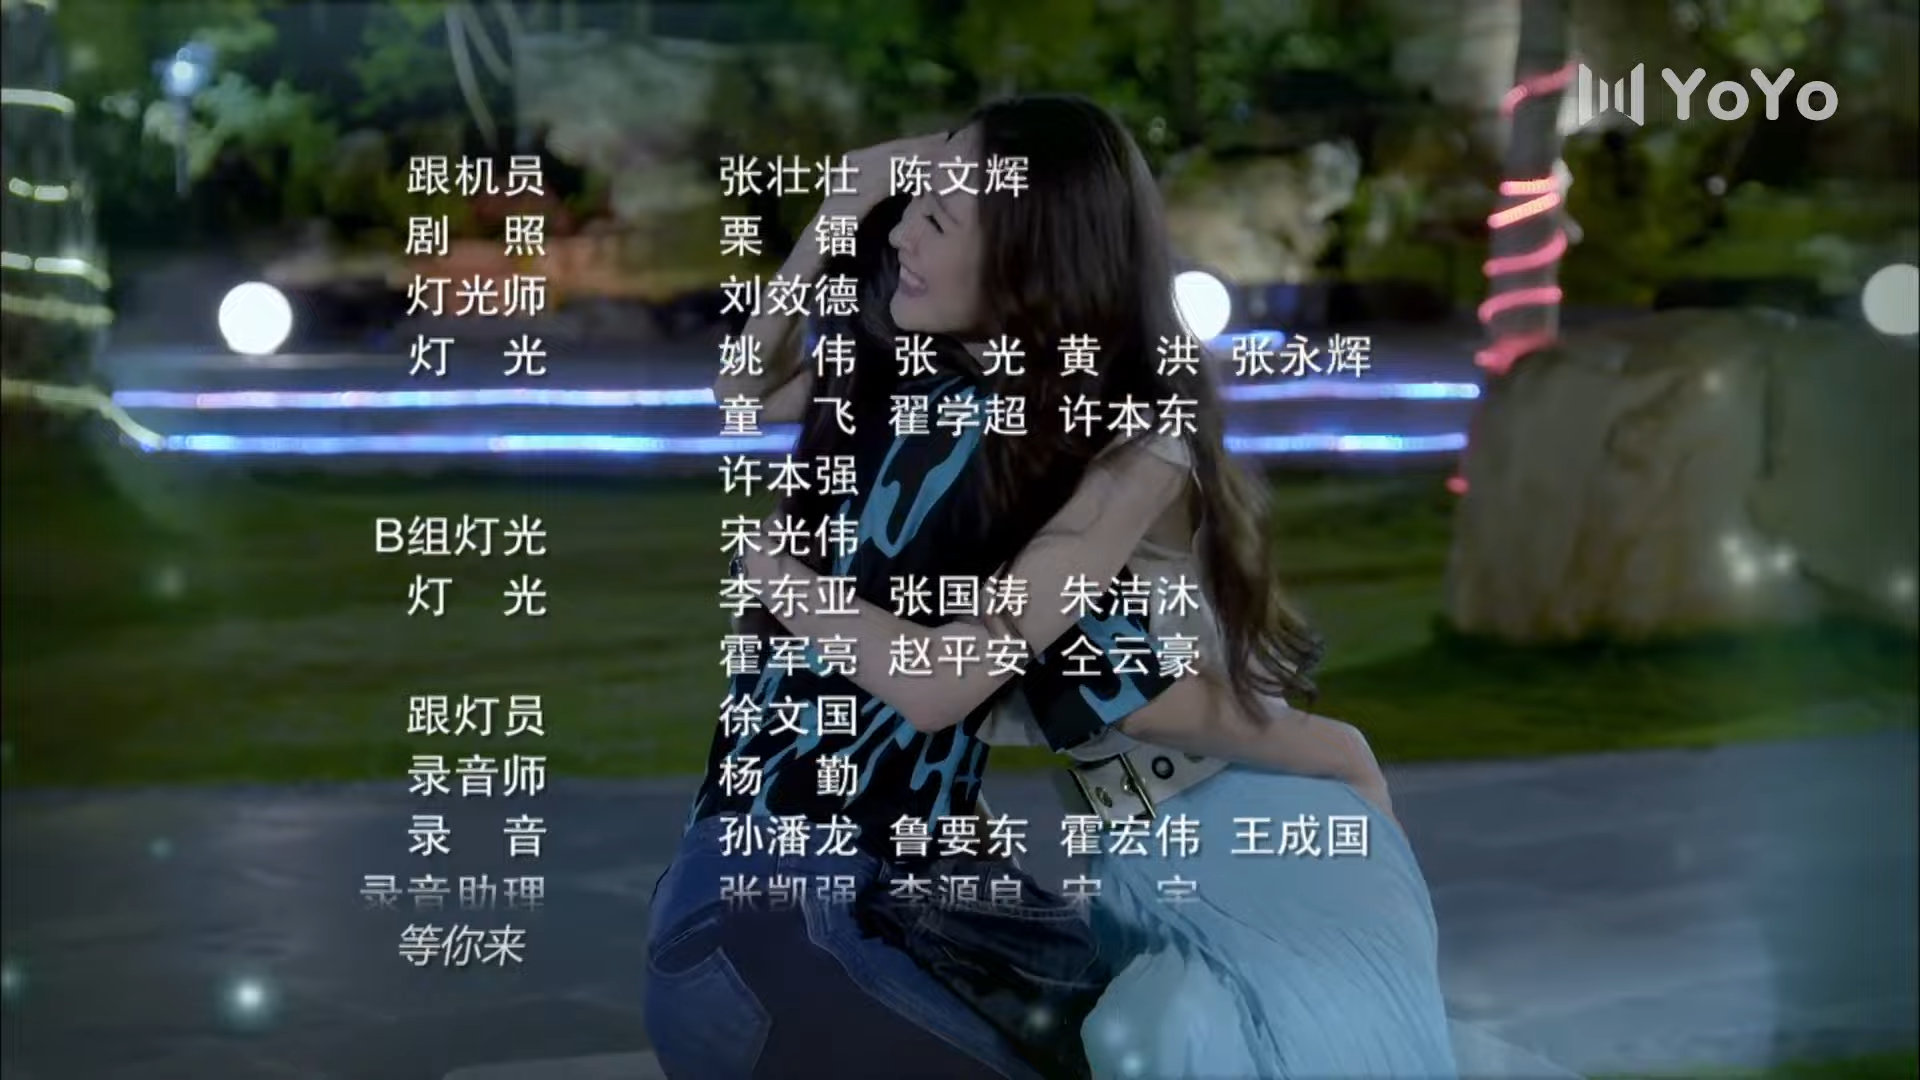 YoYo
跟机员 张壮壮 陈文辉
剧 照 栗 镭
灯光师 刘效德
灯 光 姚 伟 张 光 黄 洪 张永辉
童 飞 翟学超 许本东
许本强
B组灯光 宋光伟
灯 光 李东亚 张国涛 朱洁沐
霍军亮 赵平安 仝云豪
跟灯员 徐文国
录音师 杨 勤
录 音 孙潘龙 鲁要东 霍宏伟 王成国
录音助理 张凯强 李源良 宋 宇
等你来